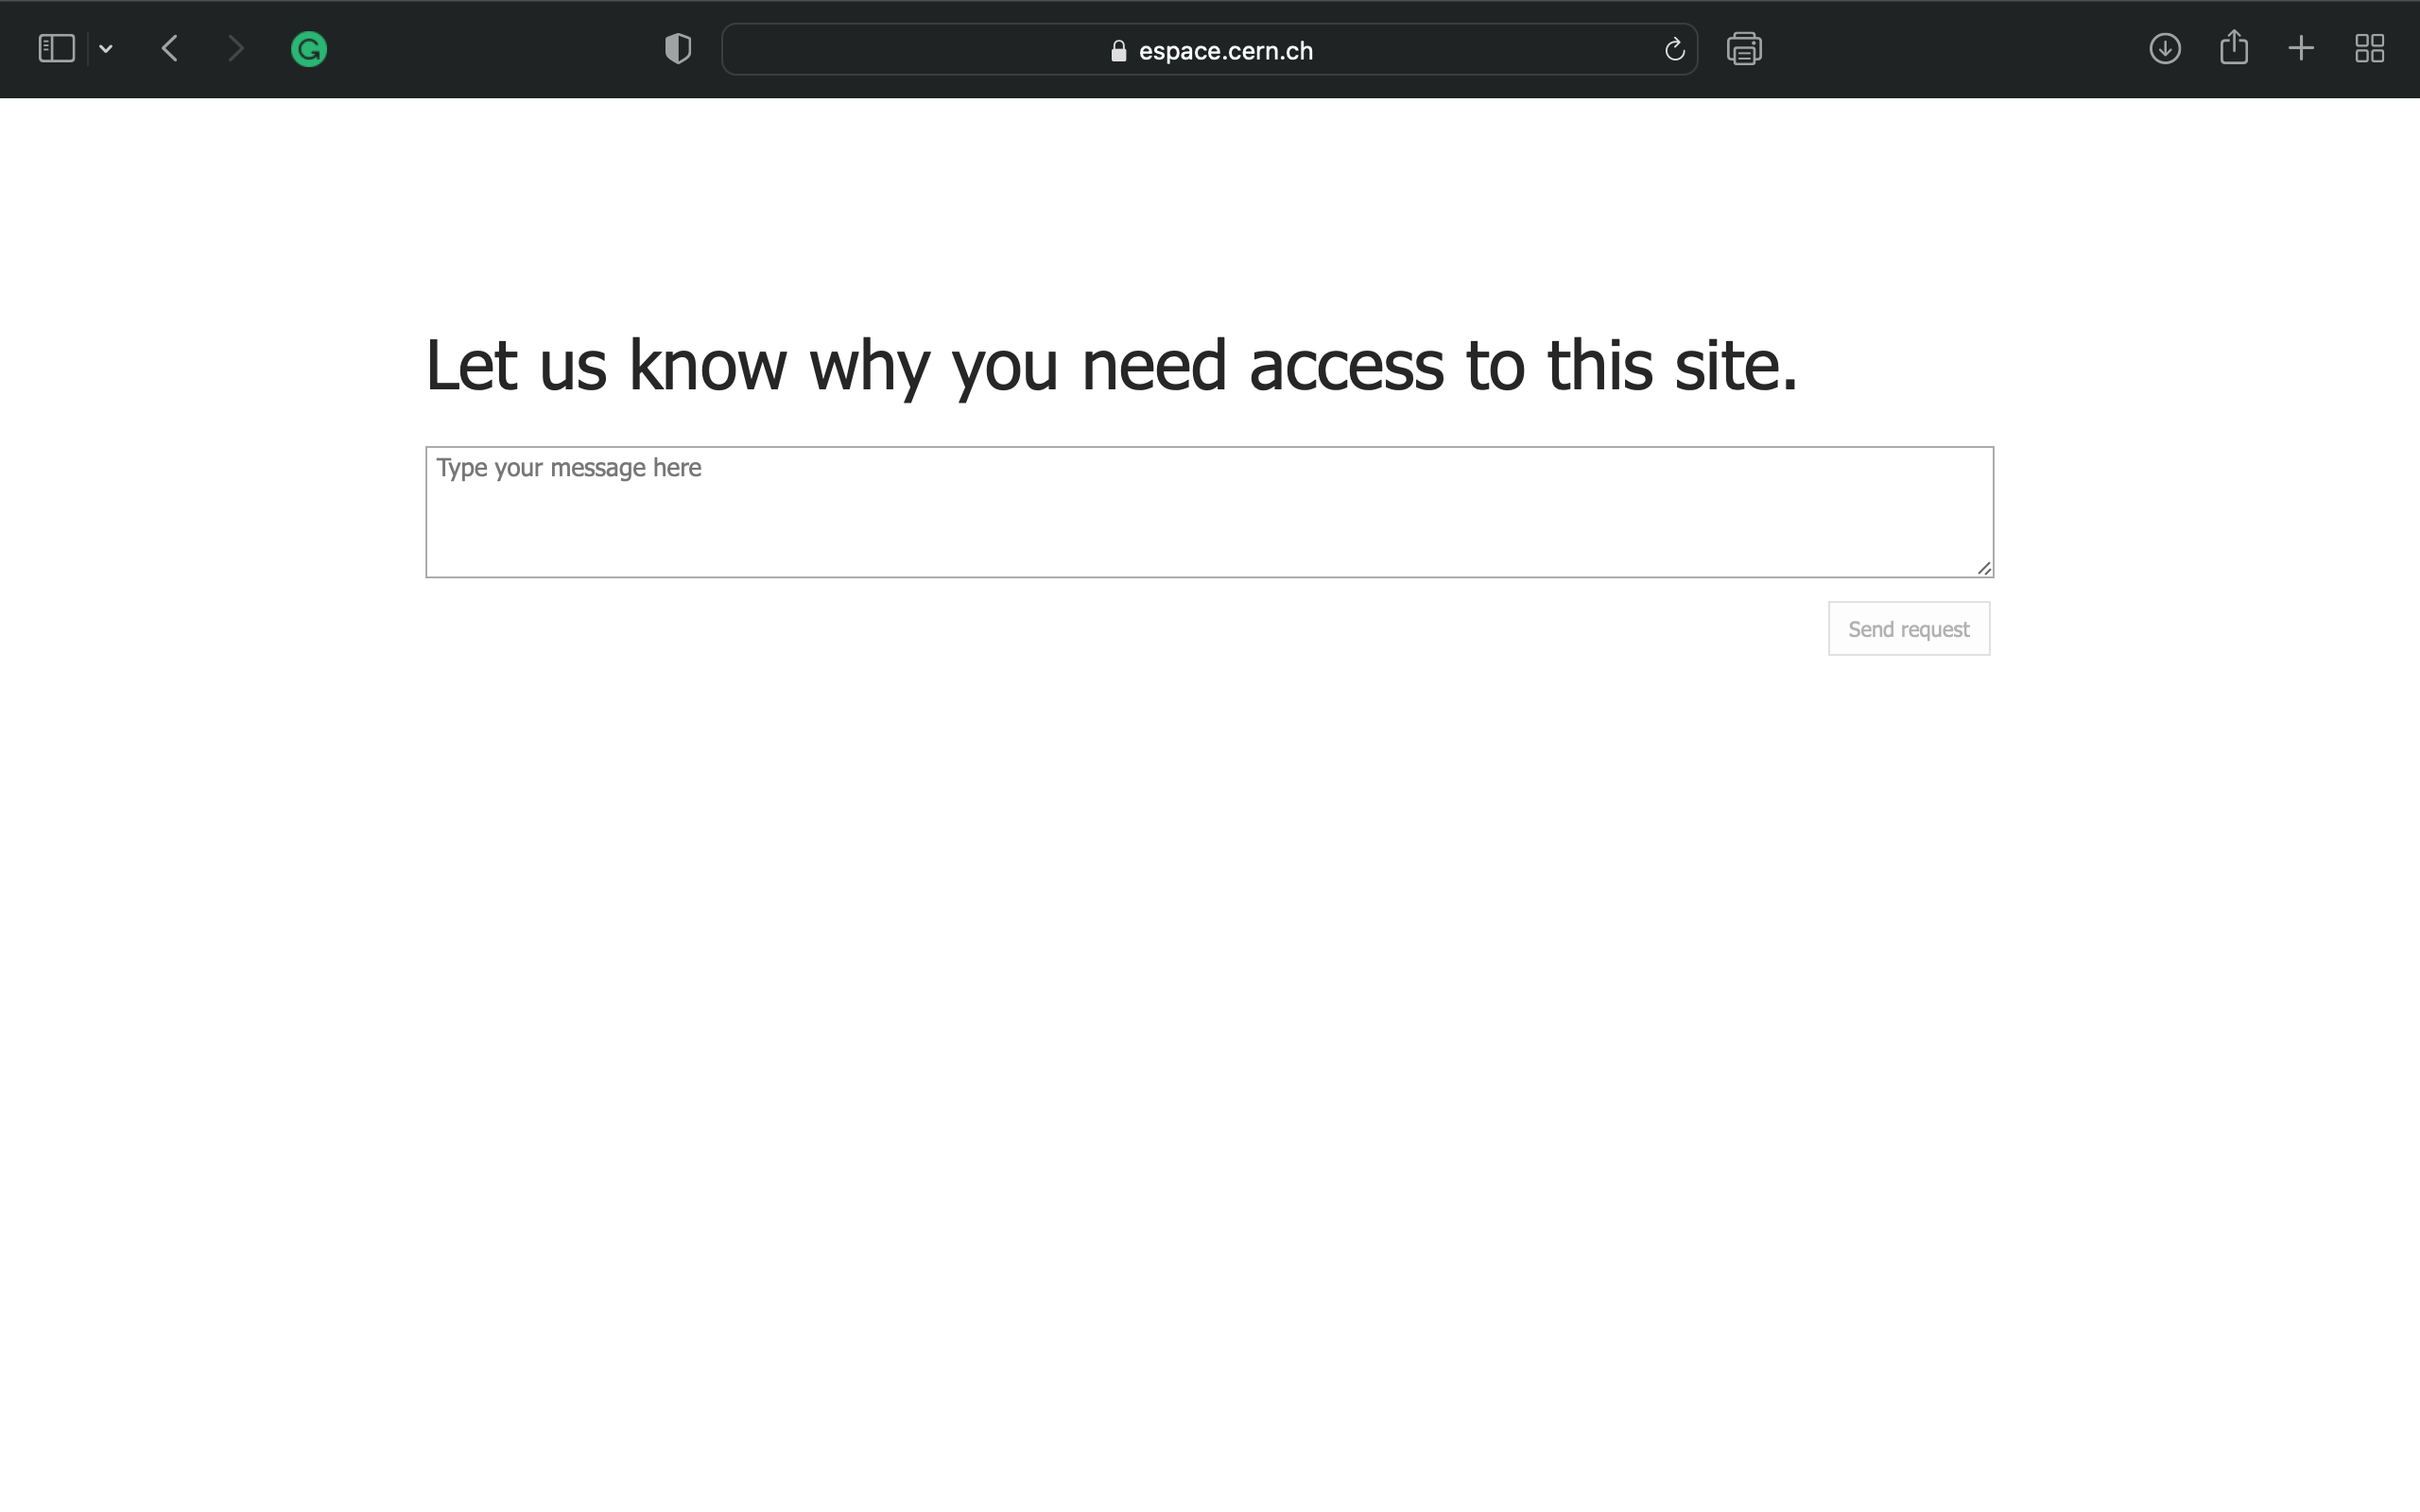 espace.cern.ch
Let us know why you need access to this site.
Type your message here
Send request